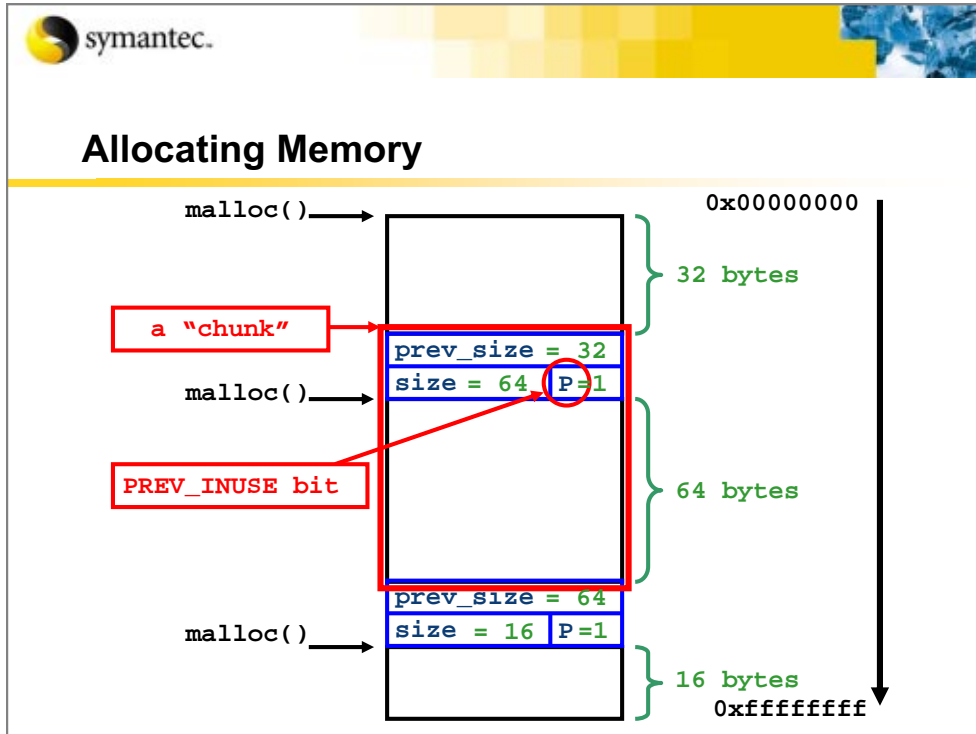 symantec.
Allocating Memory
malloc()
0x00000000
32 bytes
a “chunk”
prev_size = 32
size = 64 P=1
malloc()
PREV_INUSE bit
64 bytes
prev_size = 64
size = 16 P=1
malloc()
16 bytes
0xffffffff